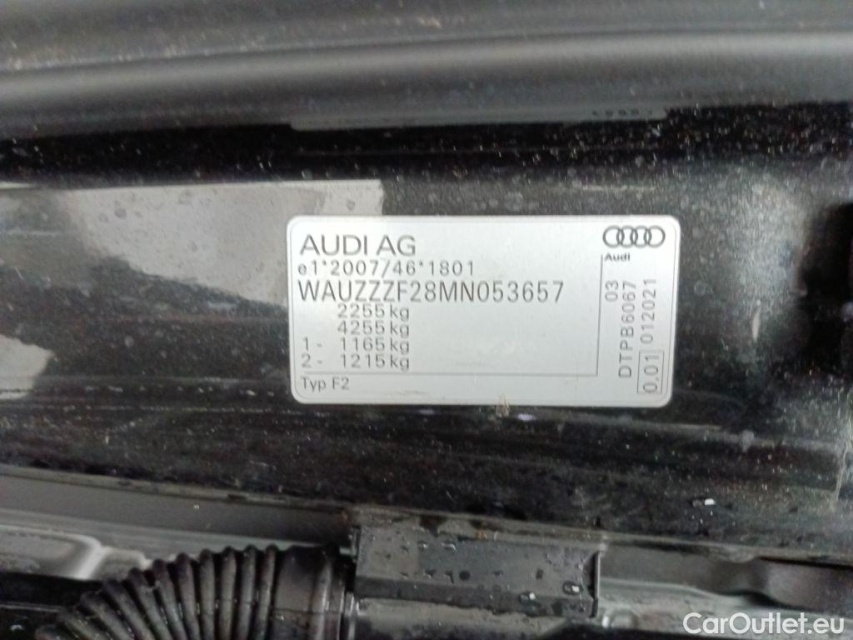 AUDI AG
e1*2007/46*1801
WAUZZZF28MN053657
2255 kg
4255 kg
1- 1165 kg
2- 1215 kg
Typ F2
Audi
03
DTPB6067
0,01 012021
CarOutlet.eu